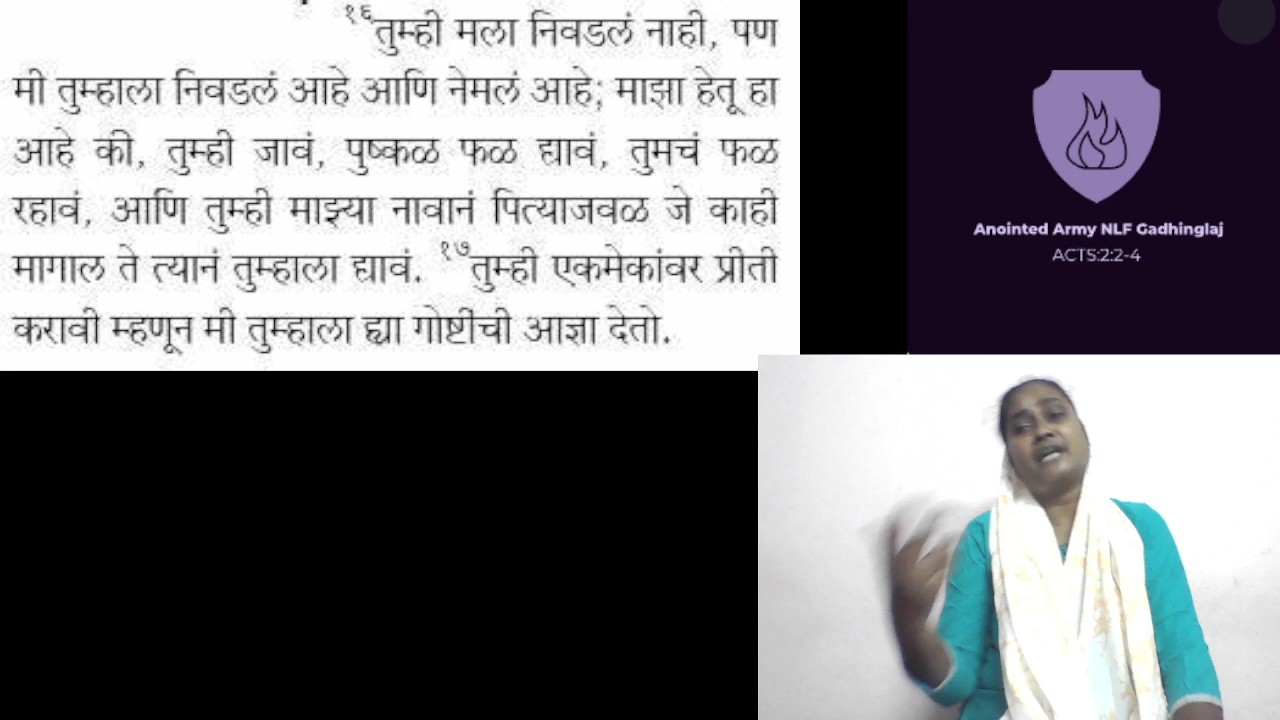 १६तुम्ही मला निवडलं नाही, पण
मी तुम्हाला निवडलं आहे आणि नेमलं आहे; माझा हेतू हा
आहे की, तुम्ही जावं, पुष्कळ फळ द्यावं, तुमचं फळ
रहावं, आणि तुम्ही माझ्या नावानं पित्याजवळ जे काही
मागाल ते त्यानं तुम्हाला द्यावं. १७तुम्ही एकमेकांवर प्रीती
करावी म्हणून मी तुम्हाला ह्या गोष्टींची आज्ञा देतो.
Anointed Army NLF Gadhinglaj
ACTS:2:2-4